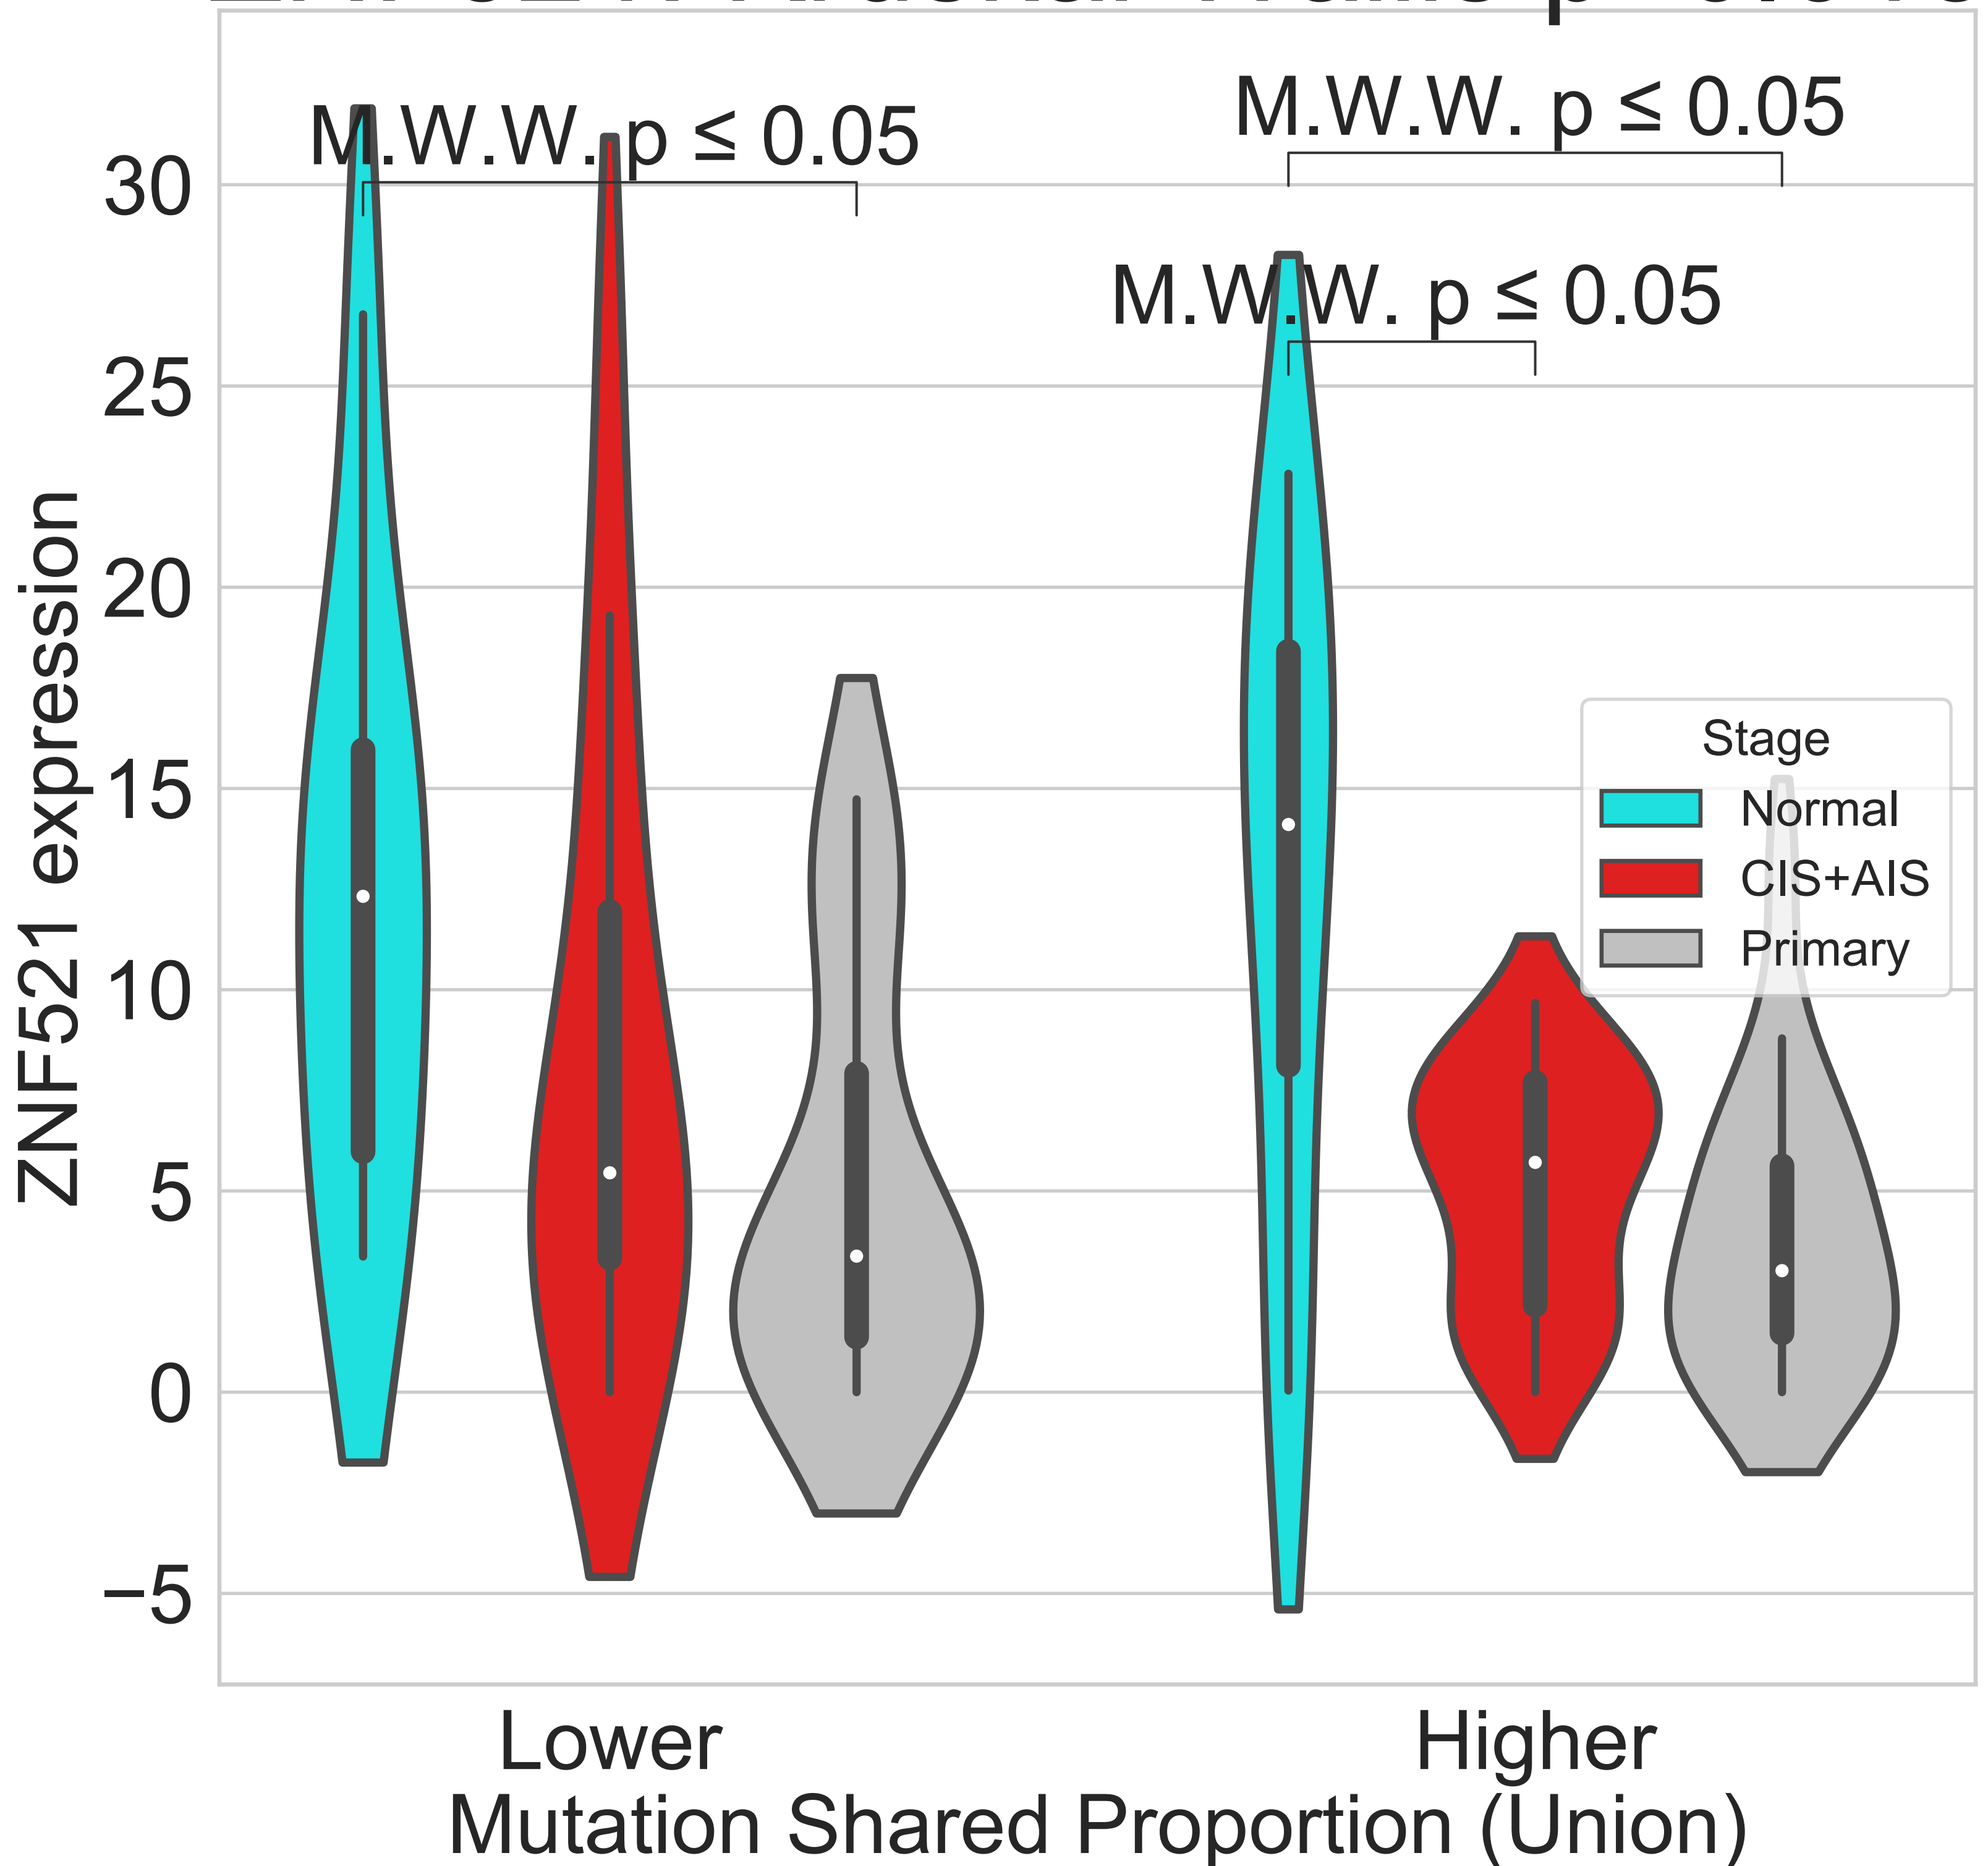 M.W.W. p ≤ 0.05
M.W.W. p ≤ 0.05
M.W.W. p ≤ 0.05
30
25
20
15
10
5
0
−5
ZNF521 expression
Stage
Normal
CIS+AIS
Primary
Lower
Higher
Mutation Shared Proportion (Union)